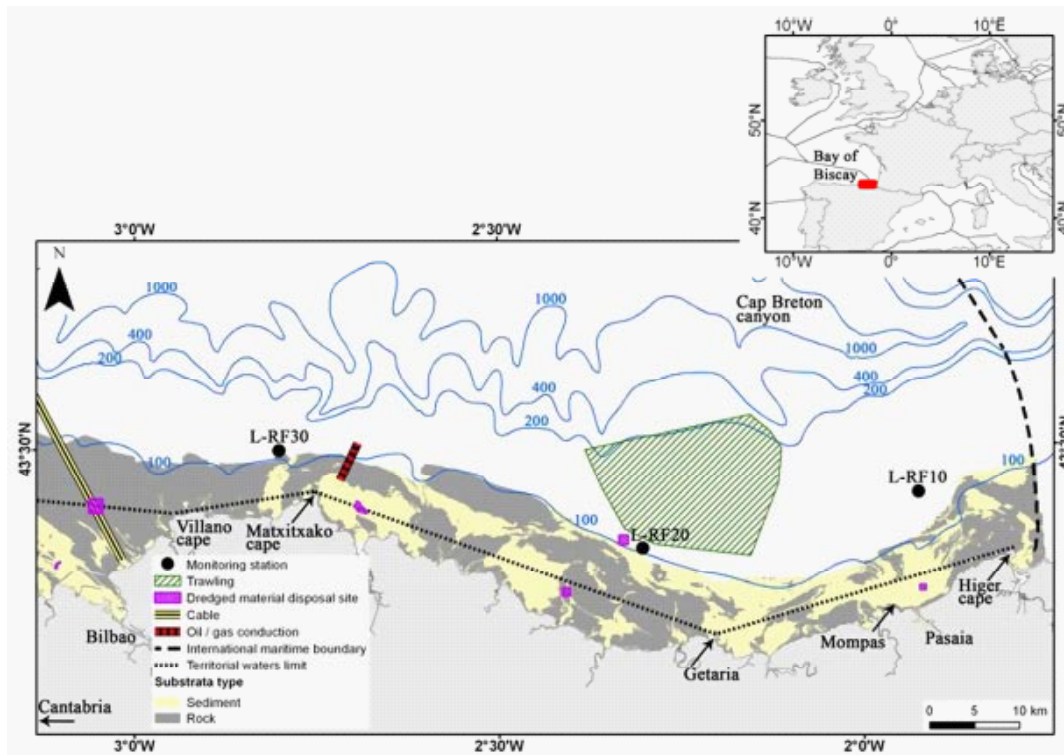 10°W
0°
10°E
50°N
50°N
Bay of
Biscay
40°N
40°N
10°W
0°
10°E
3°0'W
2°30'W
N
1000
1000
Cap Breton
canyon
400
200
1000
400
400
200
200
43°30'N
43°30'N
L-RF30
100
100
L-RF10
Villano
cape
Matxitxako
cape
100
L-RF20
Monitoring station
Trawling
Dredged material disposal site
Cable
Oil / gas conduction
International maritime boundary
Territorial waters limit
Substrata type
Sediment
Rock
Bilbao
Higer
cape
Mompas
Pasaia
Getaria
Cantabria
0 5 10 km
3°0'W
2°30'W
2°0'W